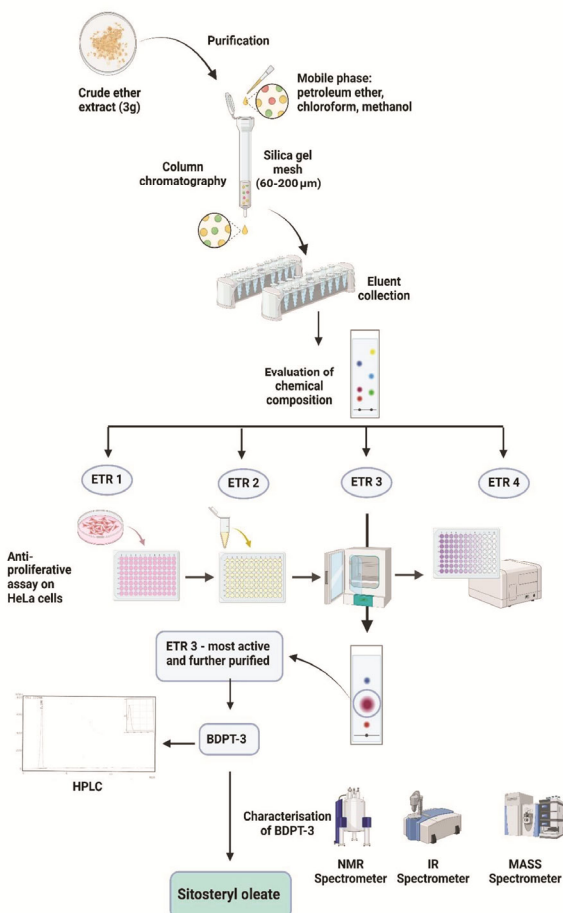 Purification
Crude ether
extract (3g)
Mobile phase:
petroleum ether,
chloroform, methanol
Column
chromatography
Silica gel
mesh
(60-200 µm)
Eluent
collection
Evaluation of
chemical
composition
ETR 1
ETR 2
ETR 3
ETR 4
Anti-
proliferative
assay on
HeLa cells
ETR 3 - most active
and further purified
BDPT-3
HPLC
Characterisation
of BDPT-3
NMR
Spectrometer
IR
Spectrometer
MASS
Spectrometer
Sitosteryl oleate